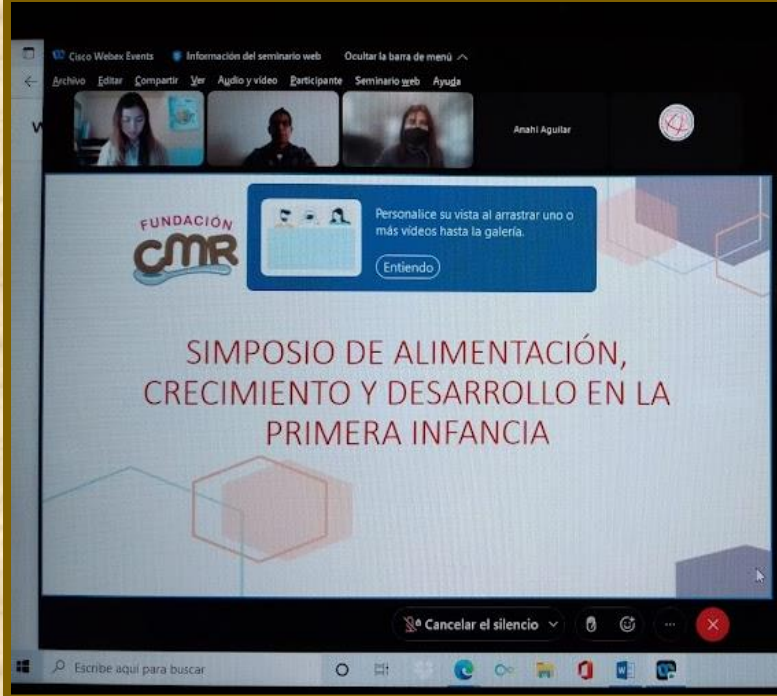 Cisco Webex Events Información del seminario web Ocultar la barra de menú
Archivo Editar Compartir Ver Audio y vídeo Participante Seminario web Ayuda
Anahi Aguilar
FUNDACIÓN
CMR
Personalice su vista al arrastrar uno o
más vídeos hasta la galería.
Entiendo
SIMPOSIO DE ALIMENTACIÓN,
CRECIMIENTO Y DESARROLLO EN LA
PRIMERA INFANCIA
Cancelar el silencio
Escribe aquí para buscar